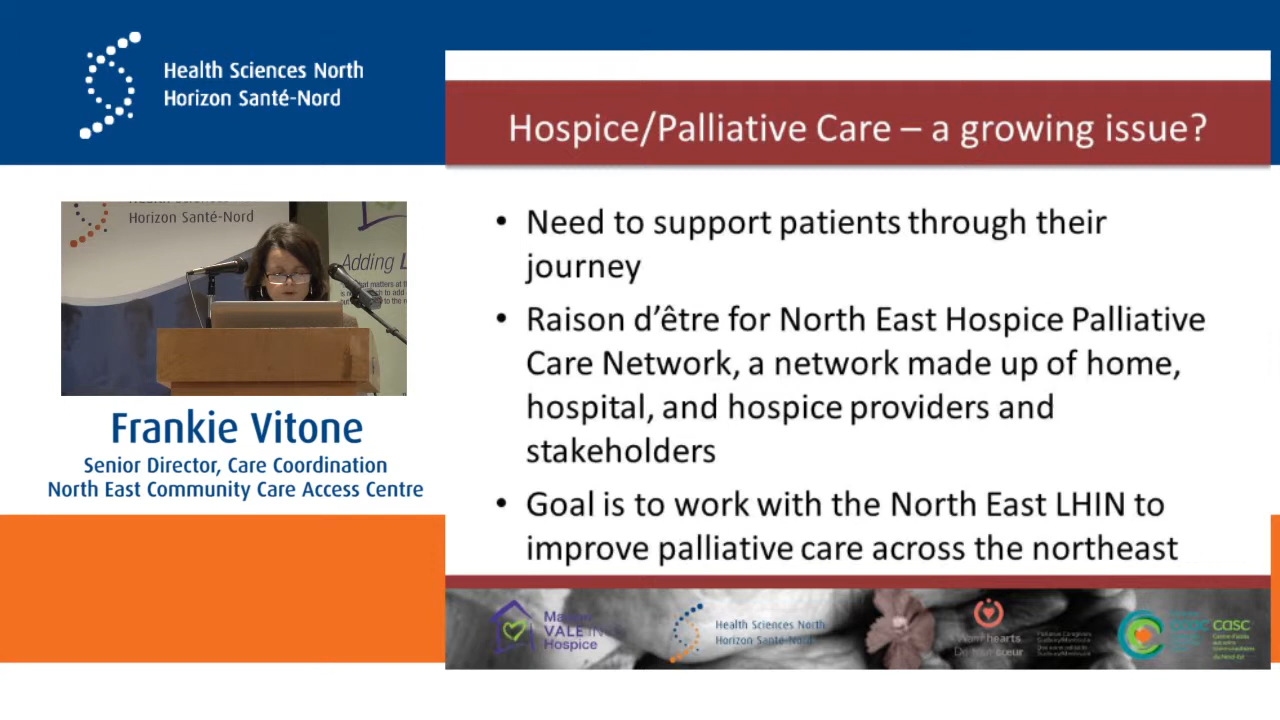 Health Sciences North
Horizon Santé-Nord
Hospice/Palliative Care – a growing issue?
Horizon Santé-Nord
Adding
Frankie Vitone
Senior Director, Care Coordination
North East Community Care Access Centre
• Need to support patients through their
journey
• Raison d’être for North East Hospice Palliative
Care Network, a network made up of home,
hospital, and hospice providers and
stakeholders
• Goal is to work with the North East LHIN to
improve palliative care across the northeast
VALE
Hospice
Health Sciences North
Horizon Santé-Nord
hearts
casc